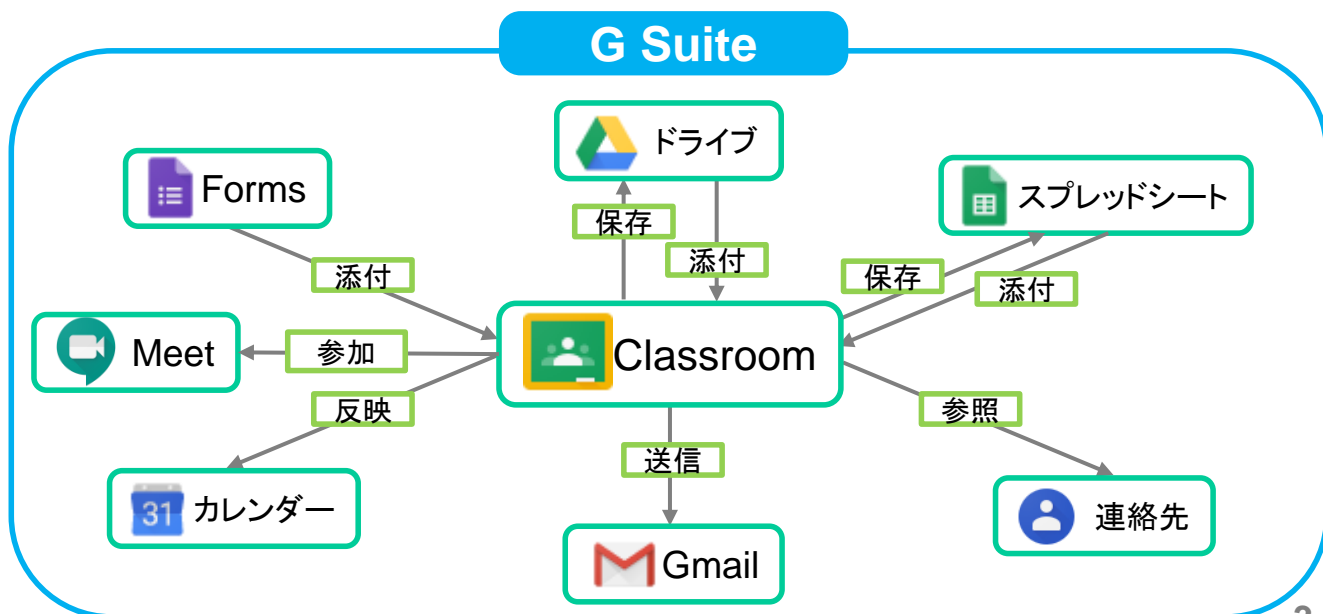 G Suite
ドライブ
Forms
スプレッドシート
保存
添付
添付
保存
添付
Meet
参加
Classroom
反映
参照
送信
31 カレンダー
連絡先
Gmail